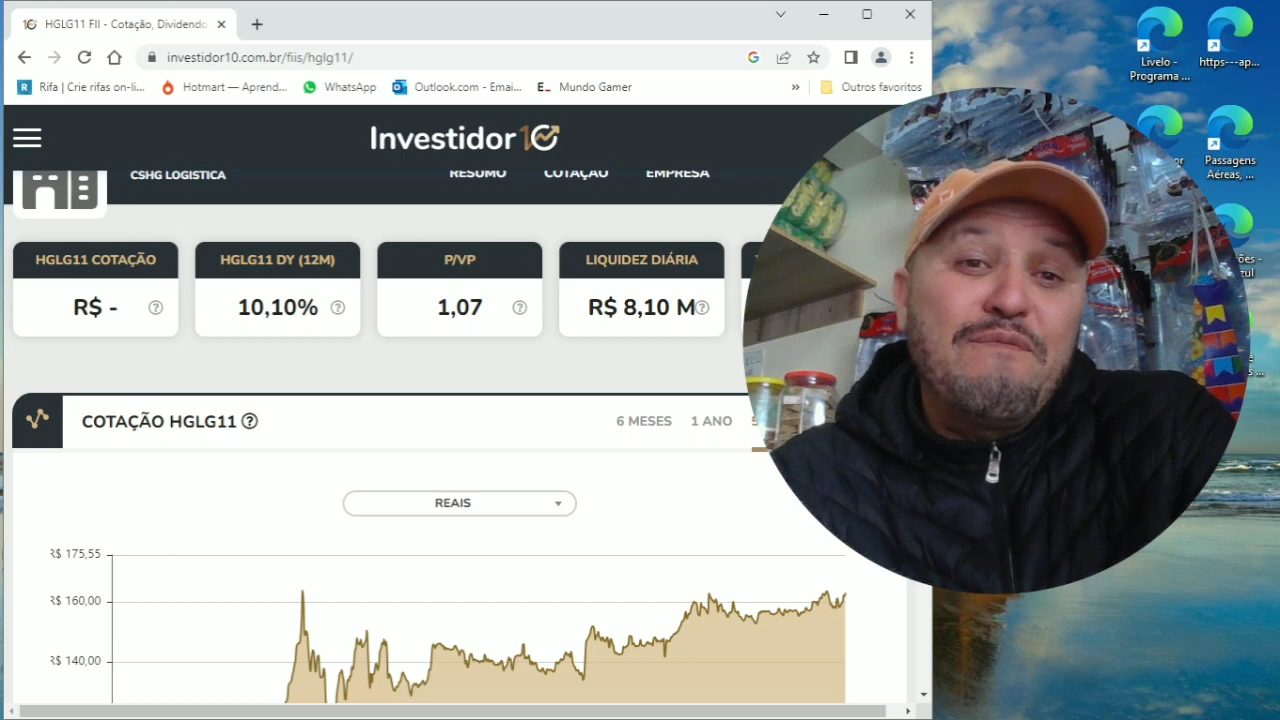 HGLG11 FII - Cotação, Dividendo
investidor10.com.br/fiis/hglg11/
Rifa | Crie rifas on-li...
Hotmart — Aprend...
WhatsApp
Outlook.com - Emai...
Mundo Gamer
»
Outros favoritos
Investidor10
CSHG LOGISTICA
RESUMO
COTAÇÃO
EMPRESA
HGLG11 COTAÇÃO
HGLG11 DY (12M)
P/VP
LIQUIDEZ DIÁRIA
R$ -
10,10%
1,07
R$ 8,10 M
COTAÇÃO HGLG11
6 MESES
1 ANO
REAIS
R$ 175,55
R$ 160,00
R$ 140,00
Livelo -
Programa ...
https---ap...
Passagens
Aéreas, ...